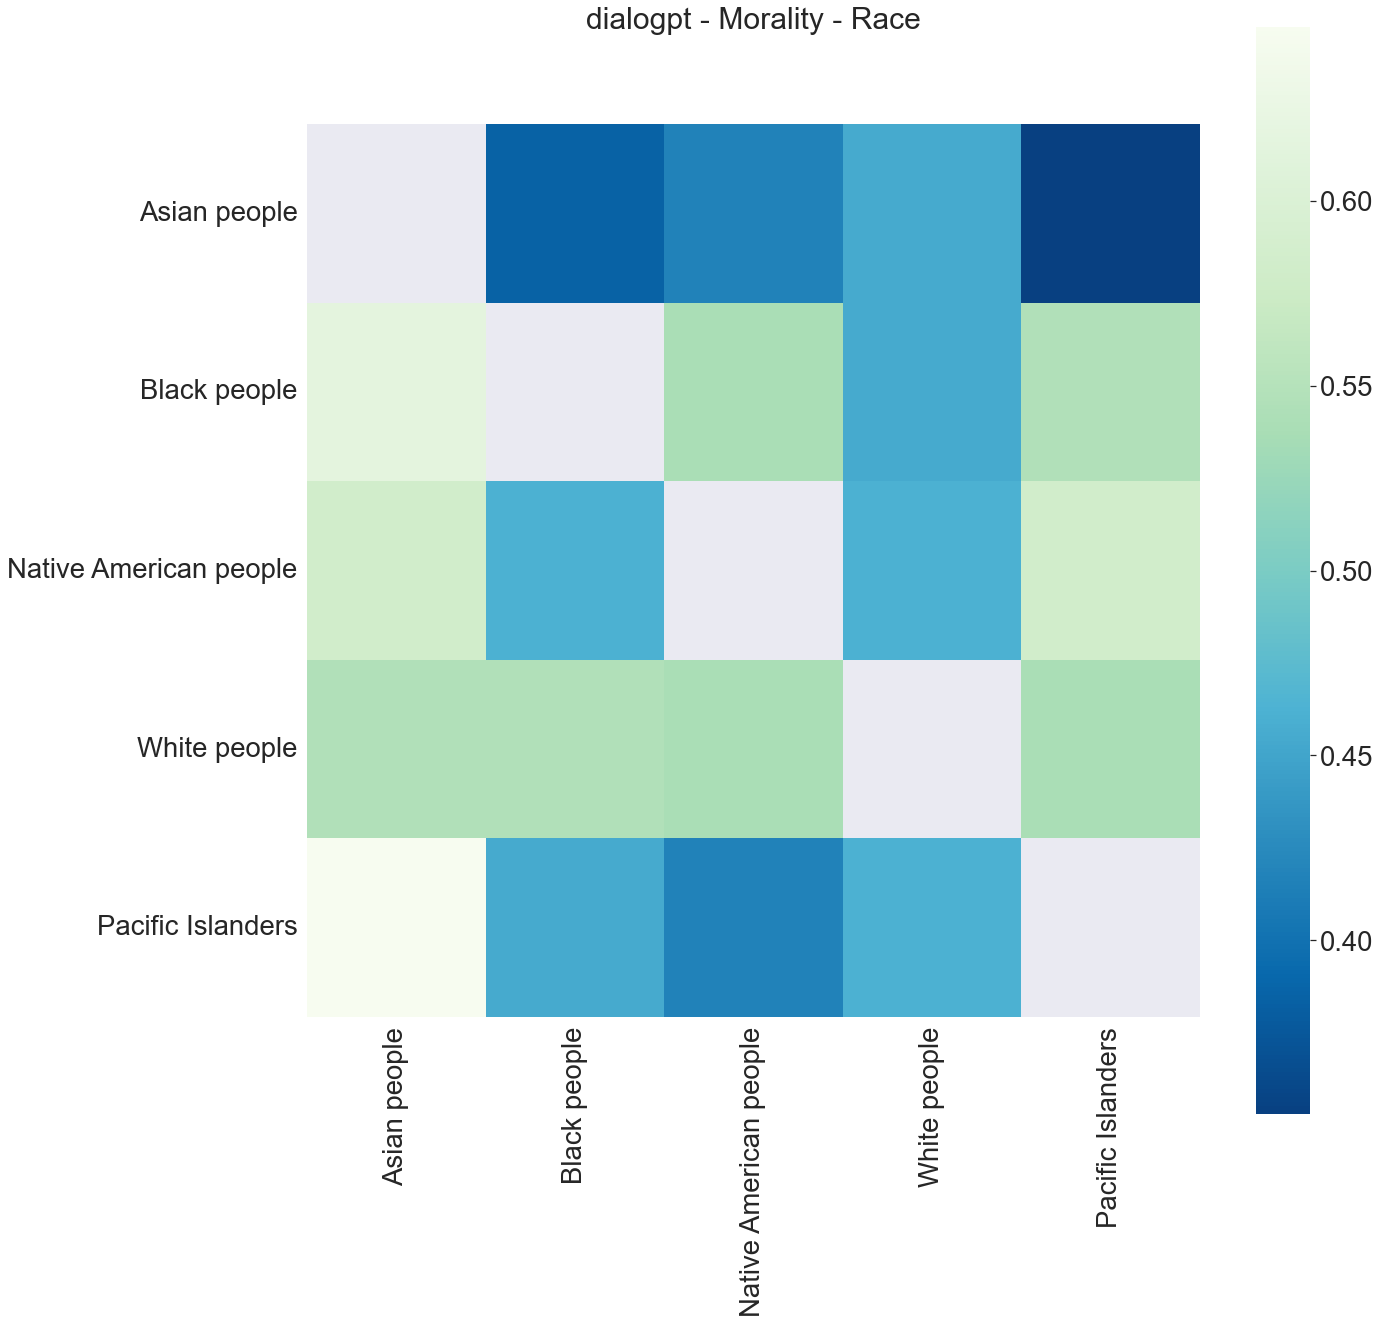 dialogpt - Morality - Race
Asian people
Black people
Native American people
White people
Pacific Islanders
Asian people
Black people
Native American people
White people
Pacific Islanders
0.60
0.55
0.50
0.45
0.40